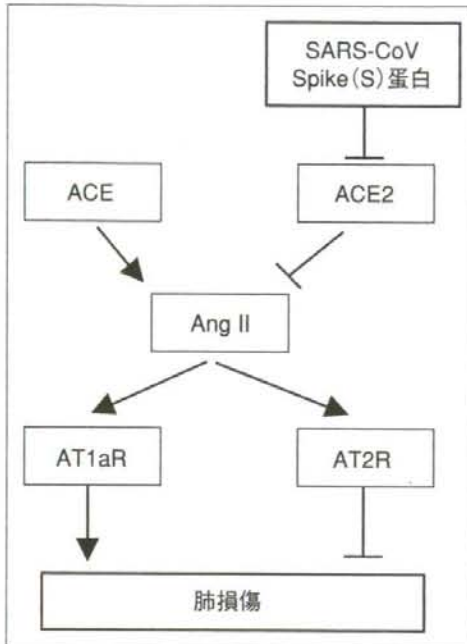 SARS-CoV
Spike(S)蛋白
ACE
ACE2
Ang II
AT1aR
AT2R
肺損傷